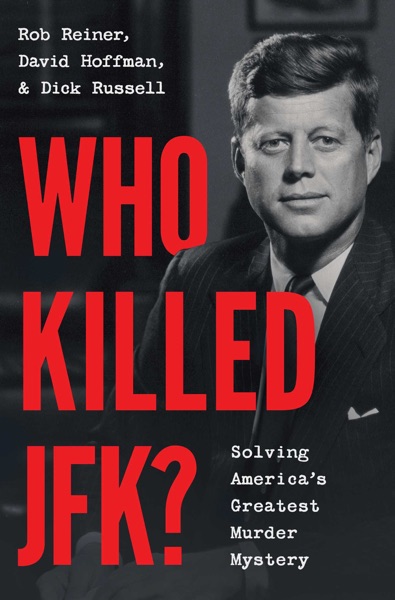 Rob Reiner,
David Hoffman,
& Dick Russell
WHO
KILLED
JFK?
Solving
America's
Greatest
Murder
Mystery